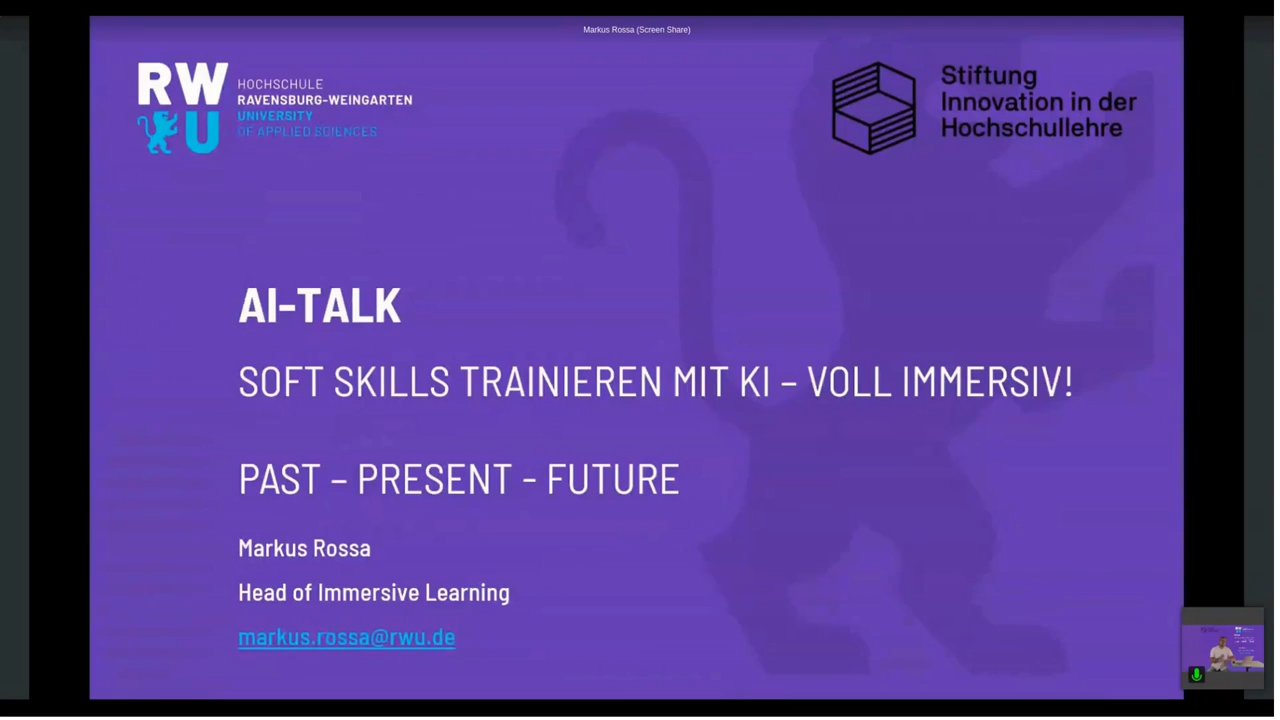 Markus Rossa (Screen Share)
RW
U
HOCHSCHULE
RAVENSBURG-WEINGARTEN
UNIVERSITY
OF APPLIED SCIENCES
Stiftung
Innovation in der
Hochschullehre
AI-TALK
SOFT SKILLS TRAINIEREN MIT KI – VOLL IMMERSIV!
PAST – PRESENT - FUTURE
Markus Rossa
Head of Immersive Learning
markus.rossa@rwu.de